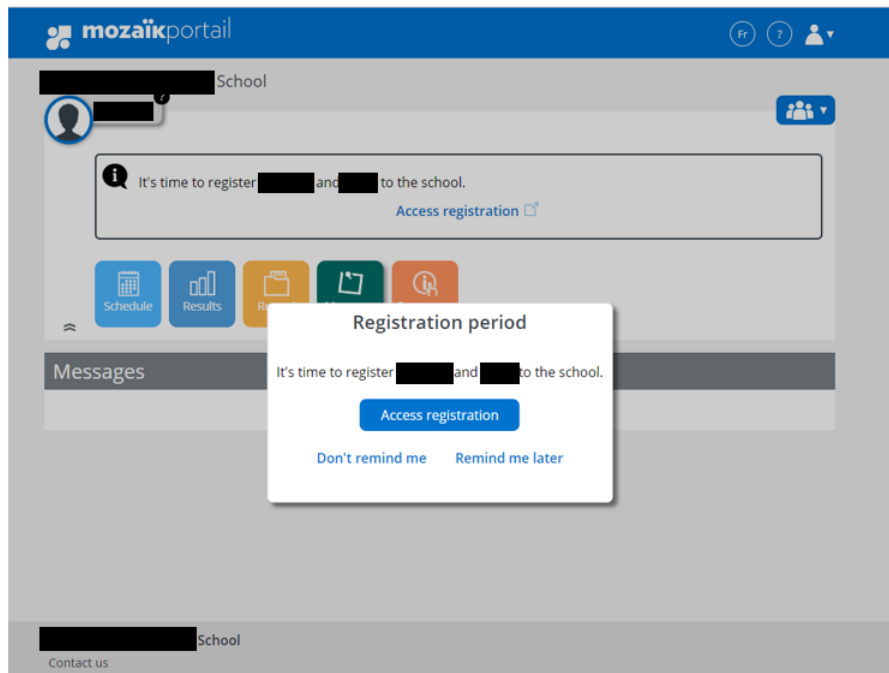 mozaïkportail
Fr ?
School
?
It's time to register and to the school.
Access registration
Schedule
Results
Registration period
It's time to register and to the school.
Access registration
Don't remind me Remind me later
Messages
School
Contact us